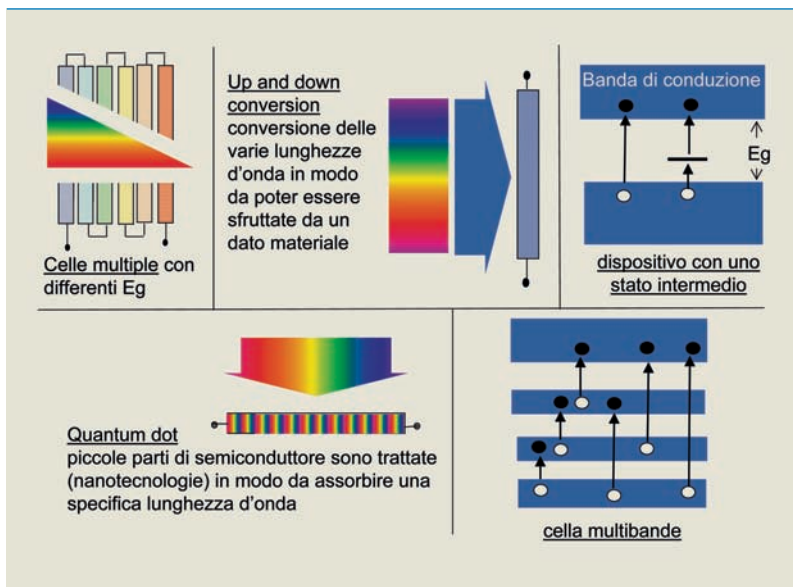 Celle multiple con
differenti Eg
Up and down
conversion
conversione delle
varie lunghezze
d'onda in modo
da poter essere
sfruttate da un
dato materiale
Banda di conduzione
Eg
dispositivo con uno
stato intermedio
Quantum dot
piccole parti di semiconduttore sono trattate
(nanotecnologie) in modo da assorbire una
specifica lunghezza d'onda
cella multibande